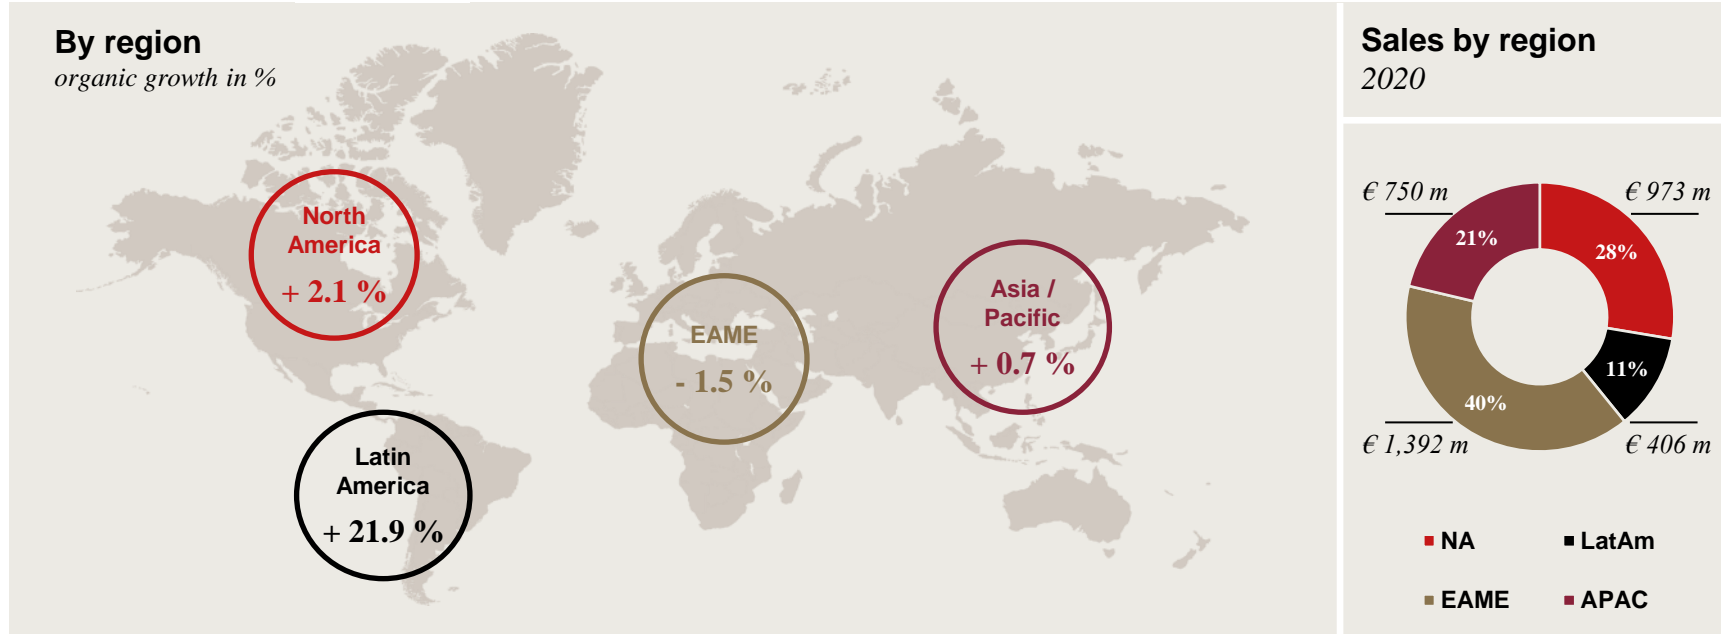 By region
organic growth in %
North
America
+ 2.1 %
Latin
America
+ 21.9 %
EAME
- 1.5 %
Asia /
Pacific
+ 0.7 %
Sales by region
2020
€ 750 m
€ 973 m
21%
28%
11%
40%
€ 1,392 m
€ 406 m
NA
LatAm
EAME
APAC